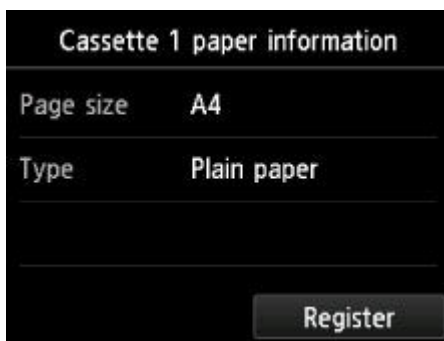 Cassette 1 paper information
Page size A4
Type Plain paper
Register